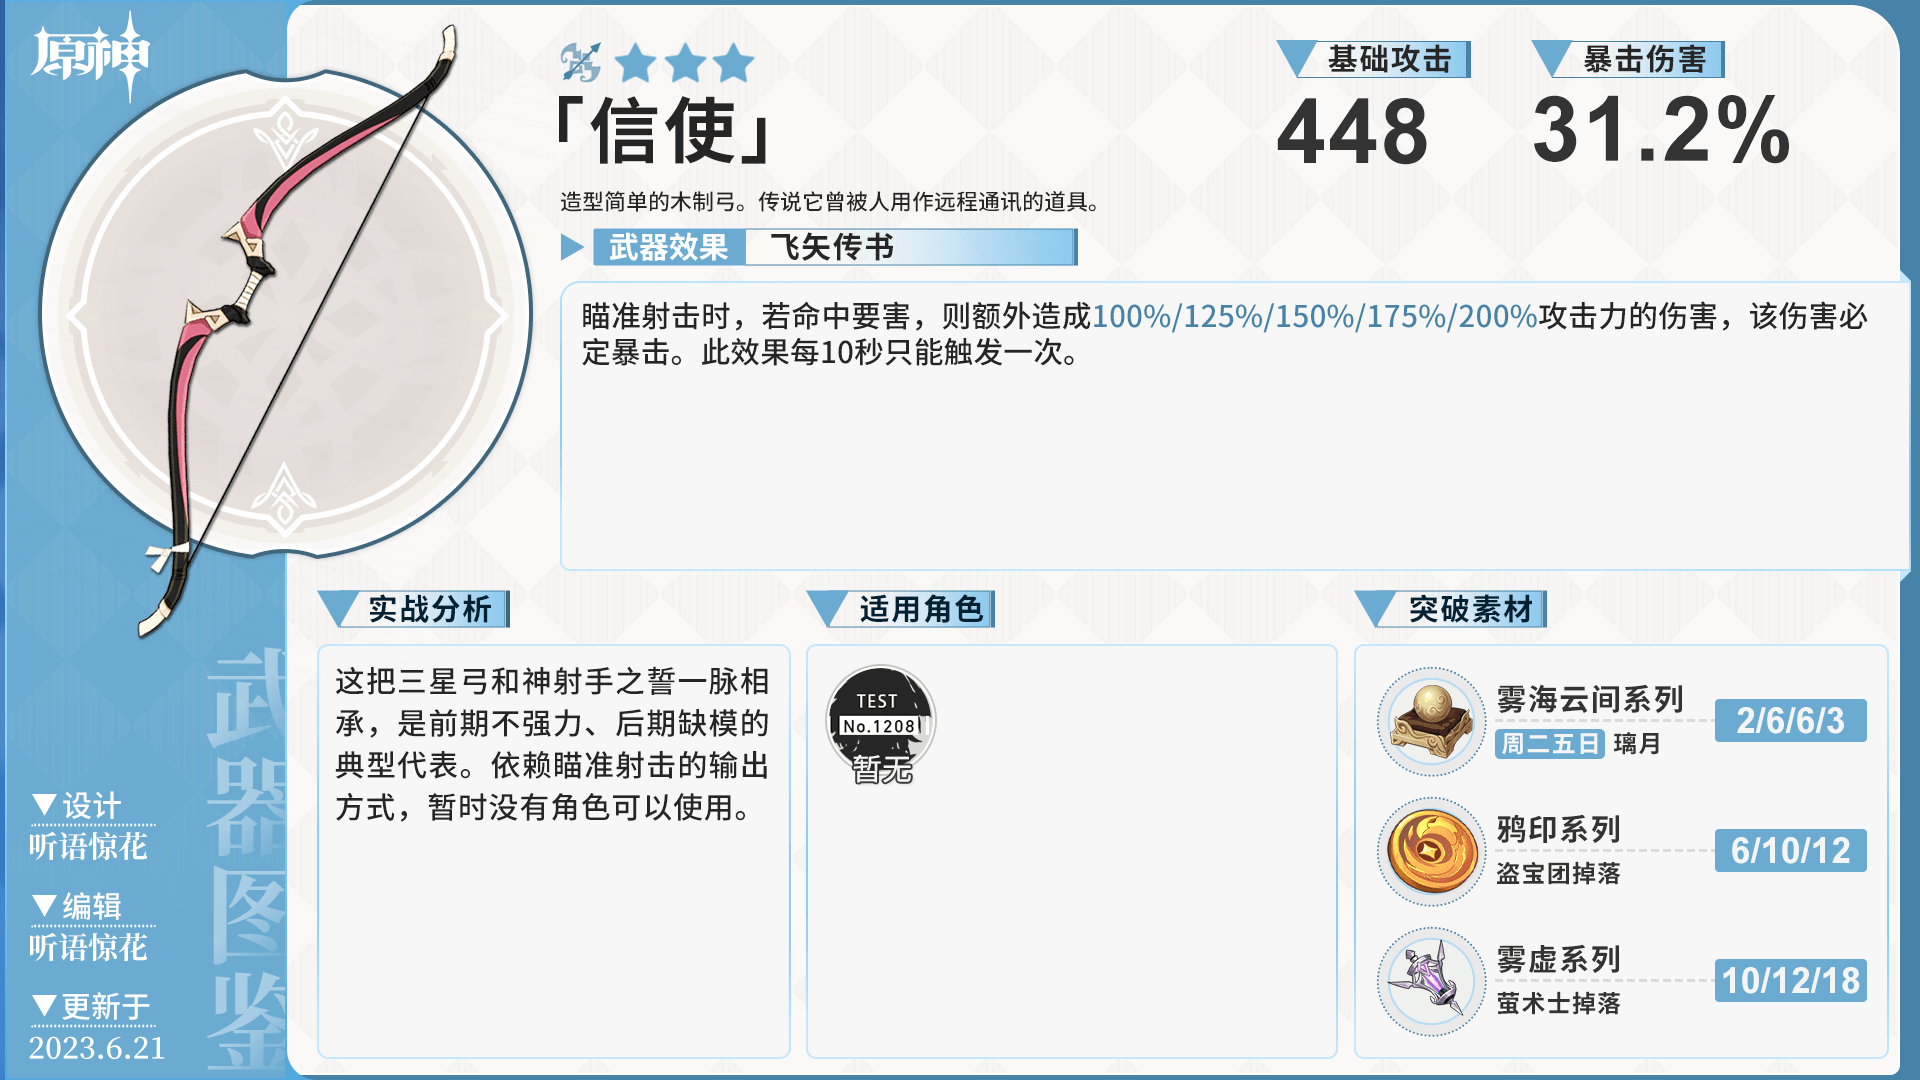 原神
「信使」
造型简单的木制弓。传说它曾被人用作远程通讯的道具。
基础攻击
448
暴击伤害
31.2%
武器效果
飞矢传书
瞄准射击时，若命中要害，则额外造成100%/125%/150%/175%/200%攻击力的伤害，该伤害必
定暴击。此效果每10秒只能触发一次。
实战分析
这把三星弓和神射手之誓一脉相
承，是前期不强力、后期缺模的
典型代表。依赖瞄准射击的输出
方式，暂时没有角色可以使用。
适用角色
TEST
No.1208
暂无
突破素材
雾海云间系列
周二五日 璃月
2/6/6/3
鸦印系列
盗宝团掉落
6/10/12
雾虚系列
萤术士掉落
10/12/18
武器图鉴
▼设计
听语惊花
▼编辑
听语惊花
▼更新于
2023.6.21